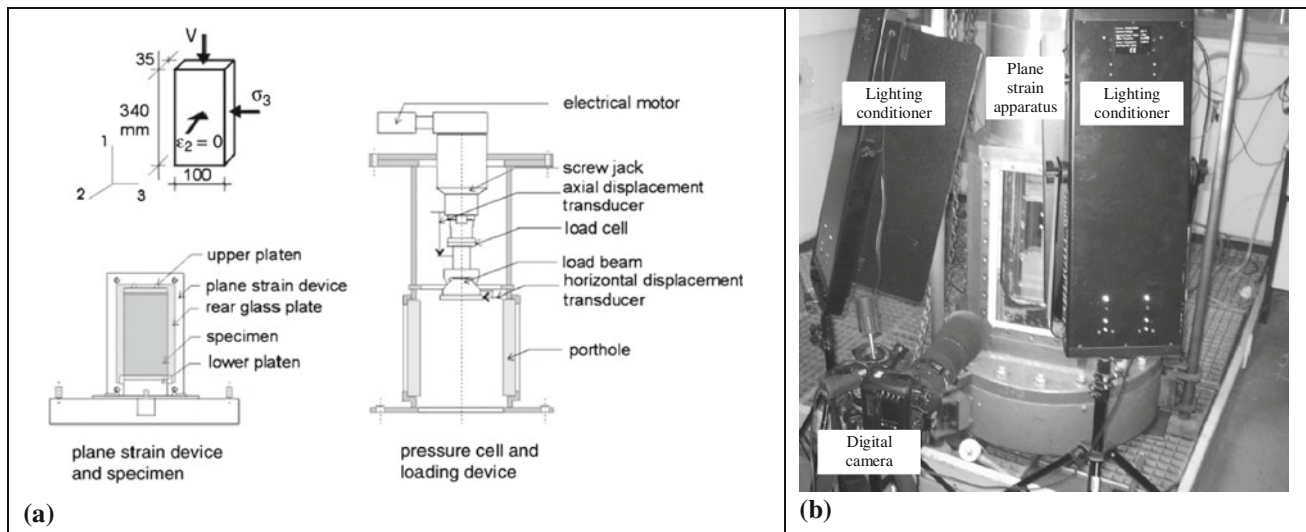 V
35
σ3
340
mm
ε2 = 0
1
2
3
100
upper platen
plane strain device
rear glass plate
specimen
lower platen
plane strain device
and specimen
electrical motor
screw jack
axial displacement
transducer
load cell
load beam
horizontal displacement
transducer
porthole
pressure cell and
loading device
(a)
Lighting
conditioner
Plane
strain
apparatus
Lighting
conditioner
Digital
camera
(b)